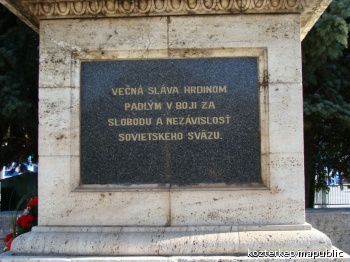 VEČNÁ SLÁVA HRDINOM
PADLÝM V BOJI ZA
SLOBODU A NEZÁVISLOSŤ
SOVIETSKEHO SVÄZU.
kozterkep.mapublic